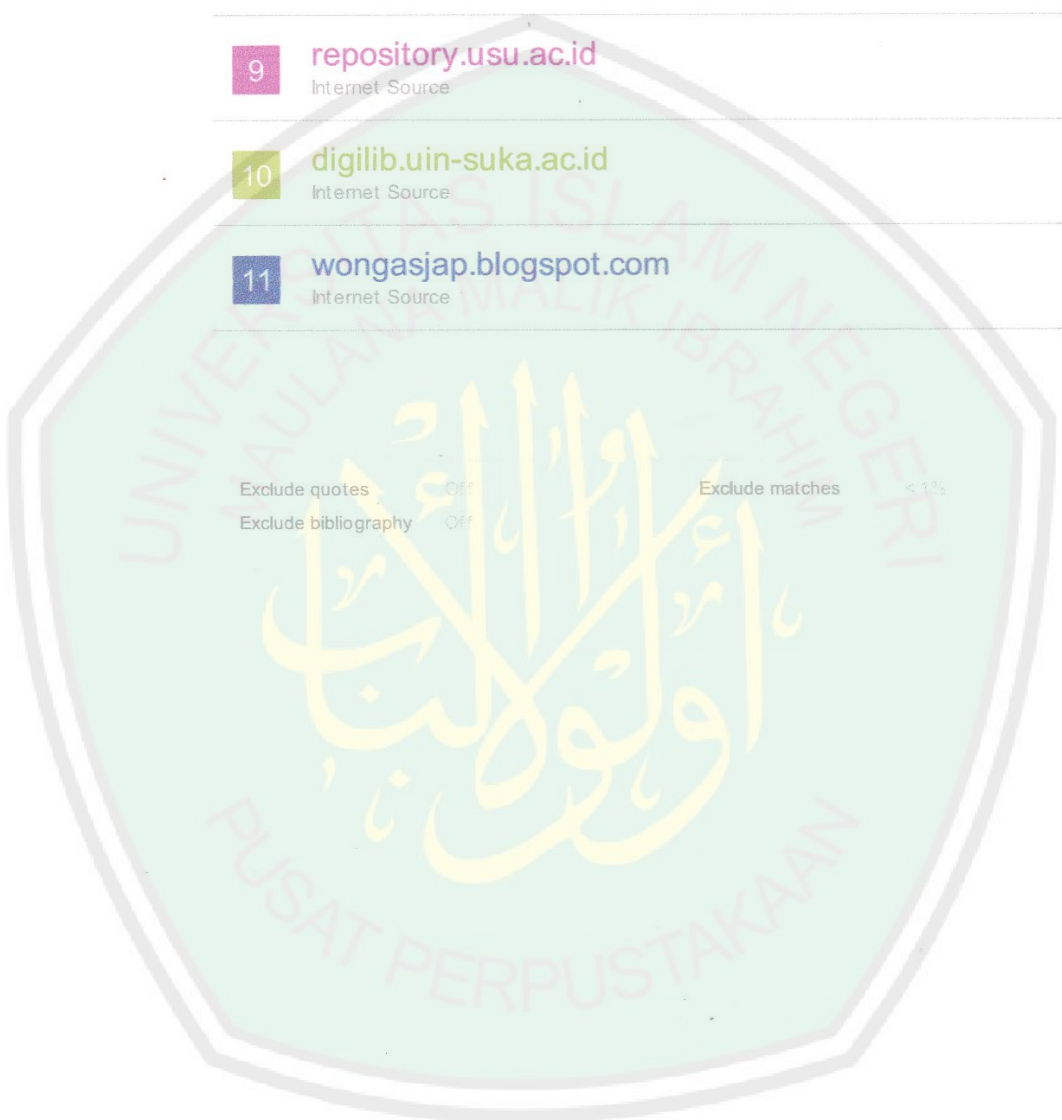 9 repository.usu.ac.id
Internet Source
10 digilib.uin-suka.ac.id
Internet Source
11 wongasjap.blogspot.com
Internet Source
Exclude quotes Off Exclude matches < 1%
Exclude bibliography Off
UNIVERSITAS ISLAM NEGERI
MAULANA MALIK IBRAHIM
أولوا الألباب
PUSAT PERPUSTAKAAN